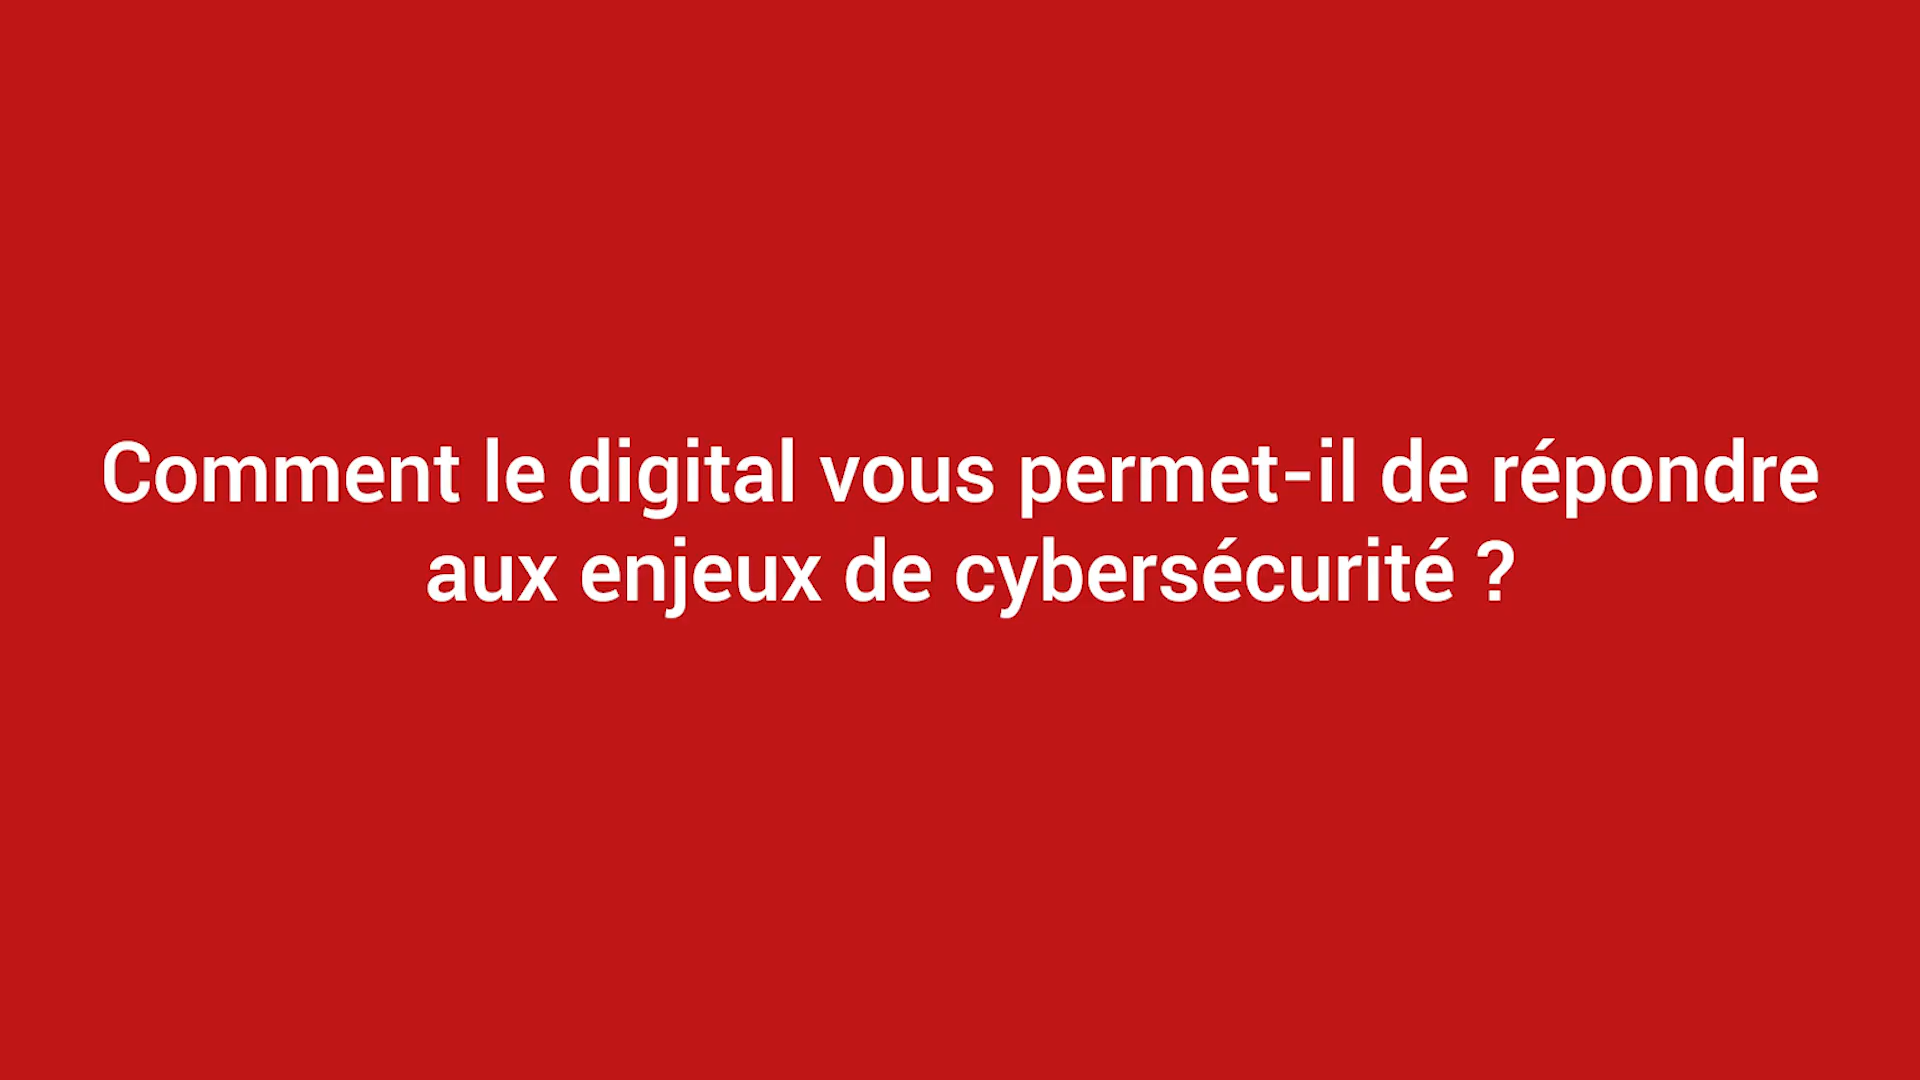 Comment le digital vous permet-il de répondre
aux enjeux de cybersécurité ?